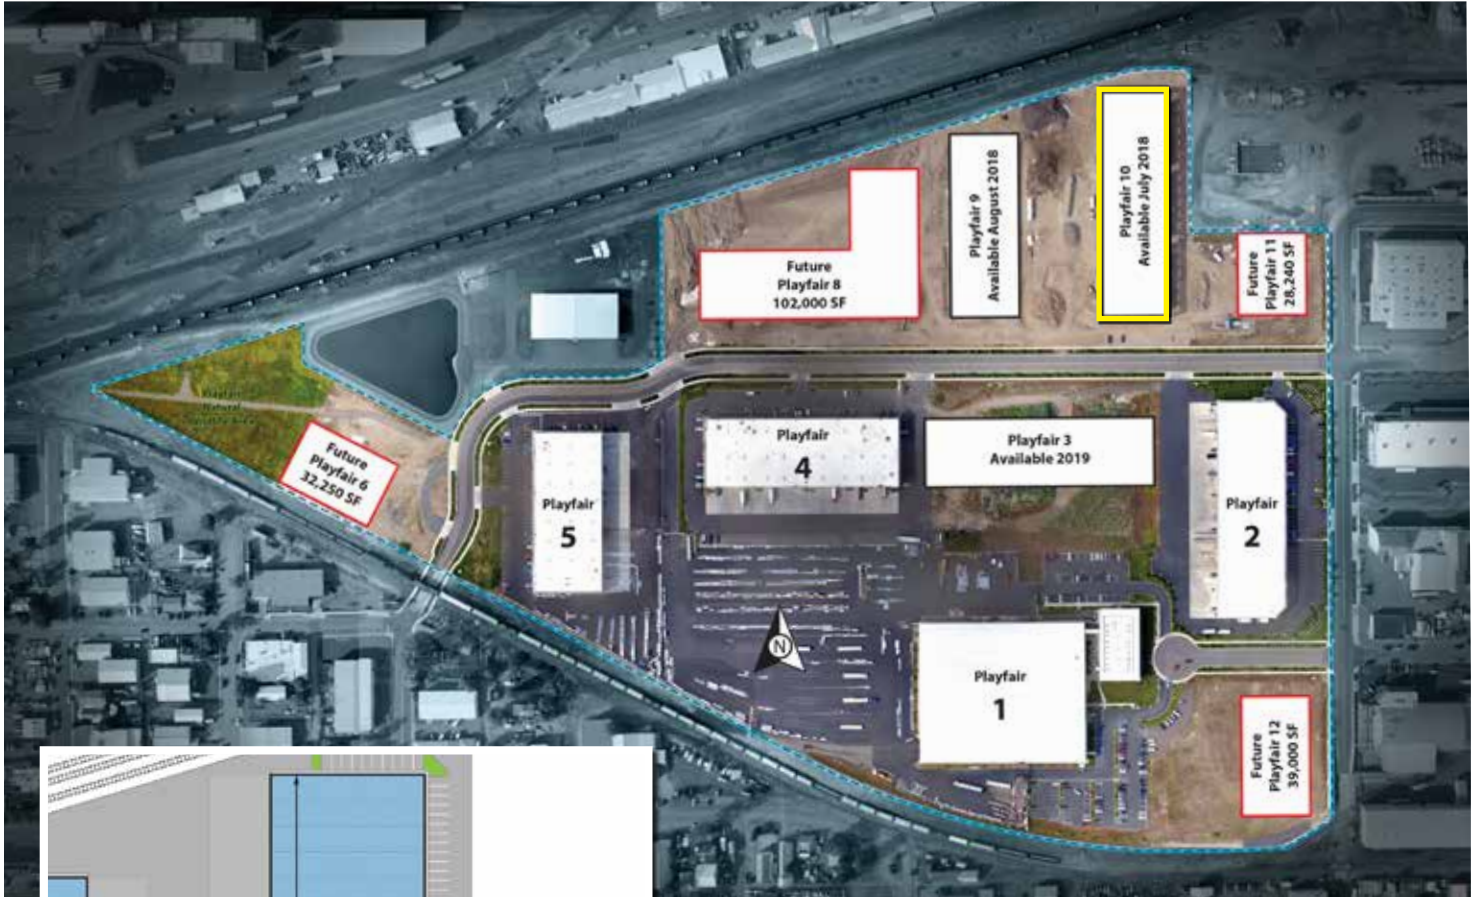 Playfair 10
Available July 2018
Playfair 9
Available August 2018
Future
Playfair 8
102,000 SF
Future
Playfair 11
28,240 SF
Playfair
Natural
Future
Playfair 6
32,250 SF
Playfair
4
Playfair 3
Available 2019
Playfair
5
Playfair
2
N
Playfair
1
Future
Playfair 12
39,000 SF